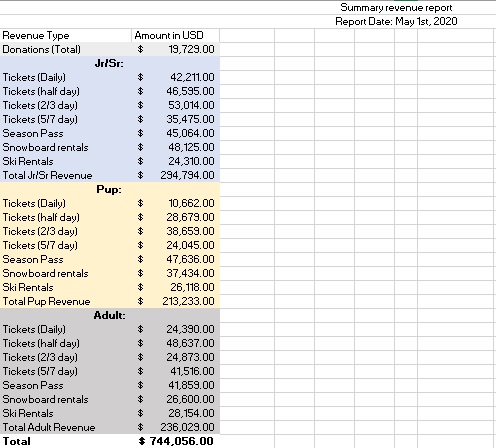 Summary revenue report
Report Date: May 1st, 2020
Revenue Type Amount in USD
Donations (Total) $ 19,729.00
Jr/Sr:
Tickets (Daily) $ 42,211.00
Tickets (half day) $ 46,595.00
Tickets (2/3 day) $ 53,014.00
Tickets (5/7 day) $ 35,475.00
Season Pass $ 45,064.00
Snowboard rentals $ 48,125.00
Ski Rentals $ 24,310.00
Total Jr/Sr Revenue $ 294,794.00
Pup:
Tickets (Daily) $ 10,662.00
Tickets (half day) $ 28,679.00
Tickets (2/3 day) $ 38,659.00
Tickets (5/7 day) $ 24,045.00
Season Pass $ 47,636.00
Snowboard rentals $ 37,434.00
Ski Rentals $ 26,118.00
Total Pup Revenue $ 213,233.00
Adult:
Tickets (Daily) $ 24,390.00
Tickets (half day) $ 48,637.00
Tickets (2/3 day) $ 24,873.00
Tickets (5/7 day) $ 41,516.00
Season Pass $ 41,859.00
Snowboard rentals $ 26,600.00
Ski Rentals $ 28,154.00
Total Adult Revenue $ 236,029.00
Total $ 744,056.00